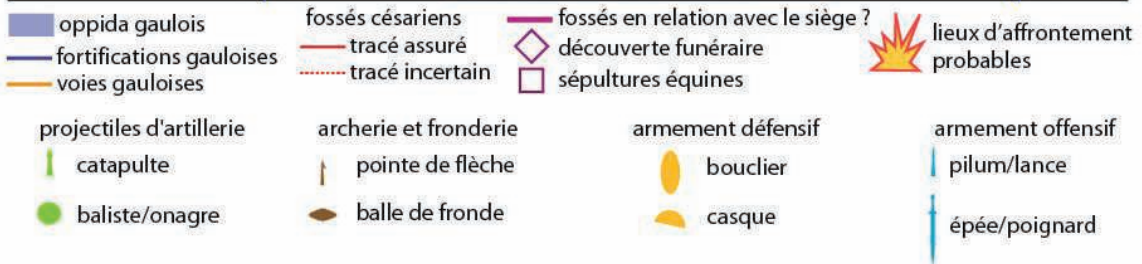 oppida gaulois
fortifications gauloises
voies gauloises
fossés césariens
tracé assuré
tracé incertain
fossés en relation avec le siège ?
découverte funéraire
sépultures équines
lieux d'affrontement
probables
projectiles d'artillerie
catapulte
baliste/onagre
archerie et fronderie
pointe de flèche
balle de fronde
armement défensif
bouclier
casque
armement offensif
pilum/lance
épée/poignard